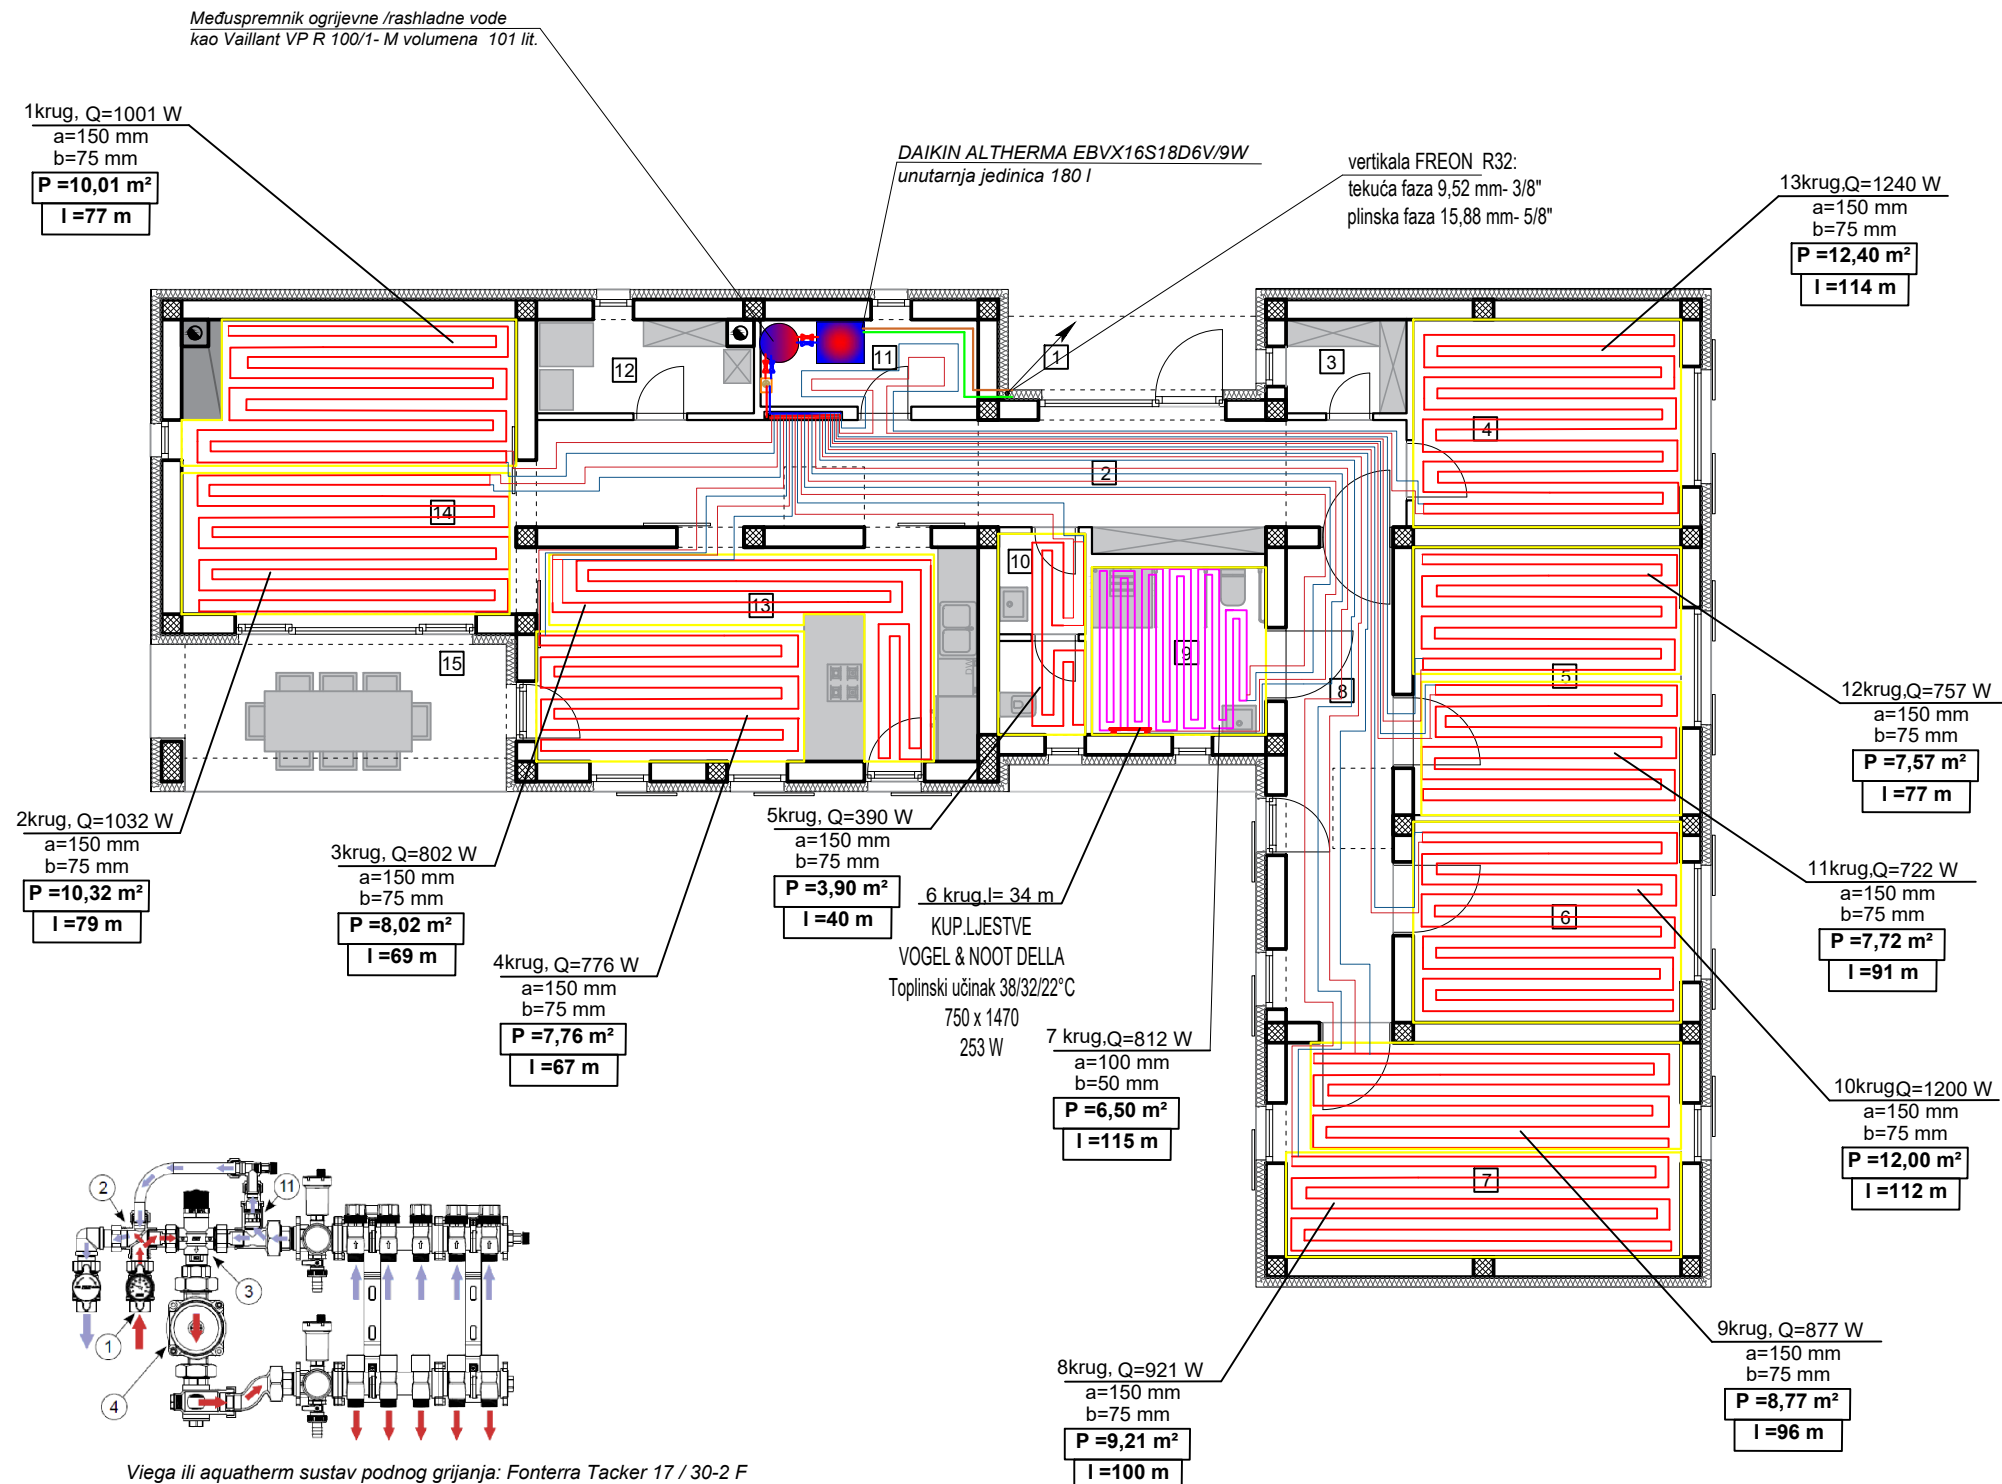 Međuspremnik ogrijevne /rashladne vode
kao Vaillant VP R 100/1- M volumena 101 lit.
1krug, Q=1001 W
a=150 mm
b=75 mm
P =10,01 m²
l =77 m
DAIKIN ALTHERMA EBVX16S18D6V/9W
unutarnja jedinica 180 l
vertikala FREON R32:
tekuća faza 9,52 mm- 3/8"
plinska faza 15,88 mm- 5/8"
13krug,Q=1240 W
a=150 mm
b=75 mm
P =12,40 m²
l =114 m
12
11
1
3
4
2
14
10
13
9
5
15
8
6
7
12krug,Q=757 W
a=150 mm
b=75 mm
P =7,57 m²
l =77 m
2krug, Q=1032 W
a=150 mm
b=75 mm
P =10,32 m²
l =79 m
3krug, Q=802 W
a=150 mm
b=75 mm
P =8,02 m²
l =69 m
4krug, Q=776 W
a=150 mm
b=75 mm
P =7,76 m²
l =67 m
5krug, Q=390 W
a=150 mm
b=75 mm
P =3,90 m²
l =40 m
6 krug,l= 34 m
KUP.LJESTVE
VOGEL & NOOT DELLA
Toplinski učinak 38/32/22°C
750 x 1470
253 W
7 krug,Q=812 W
a=100 mm
b=50 mm
P =6,50 m²
l =115 m
11krug,Q=722 W
a=150 mm
b=75 mm
P =7,72 m²
l =91 m
10krugQ=1200 W
a=150 mm
b=75 mm
P =12,00 m²
l =112 m
9krug, Q=877 W
a=150 mm
b=75 mm
P =8,77 m²
l =96 m
8krug, Q=921 W
a=150 mm
b=75 mm
P =9,21 m²
l =100 m
2
11
3
1
4
Viega ili aquatherm sustav podnog grijanja: Fonterra Tacker 17 / 30-2 F